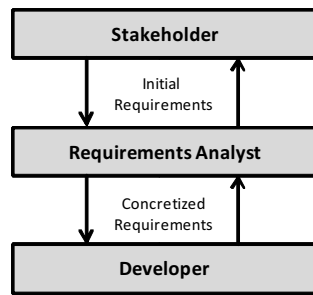 Stakeholder
Initial
Requirements
Requirements Analyst
Concretized
Requirements
Developer